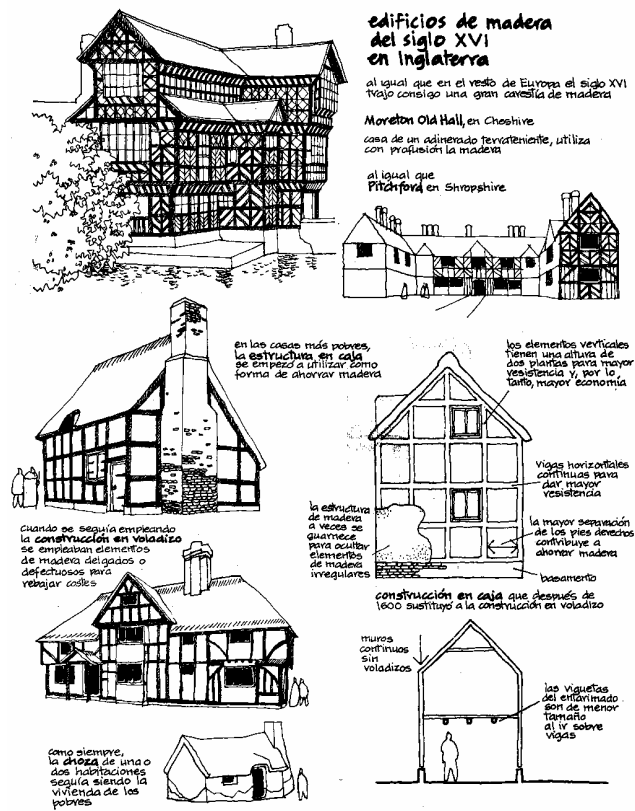 edificios de madera
del siglo XVI
en Inglaterra
al igual que en el resto de Europa el siglo XVI
trajo consigo una gran carestía de madera
Moreton Old Hall, en Cheshire
casa de un adinerado terrateniente, utiliza
con profusión la madera
al igual que
Pitchford en Shropshire
en las casas más pobres,
la estructura en caja
se empezó a utilizar como
forma de ahorrar madera
los elementos verticales
tienen una altura de
dos plantas para mayor
resistencia y, por lo
tanto, mayor economía
vigas horizontales
continuas para
dar mayor
resistencia
la estructura
de madera
a veces se
guarnece
para ocultar
elementos
de madera
irregulares
la mayor separación
de los pies derechos
contribuye a
ahorrar madera
basamento
construcción en caja que después de
1600 sustituyó a la construcción en voladizo
cuando se seguía empleando
la construcción en voladizo
se empleaban elementos
de madera delgados o
defectuosos para
rebajar costes
muros
continuos
sin
voladizos
las viguetas
del entarimado
son de menor
tamaño
al ir sobre
vigas
como siempre,
la choza de una o
dos habitaciones
seguía siendo la
vivienda de los
pobres